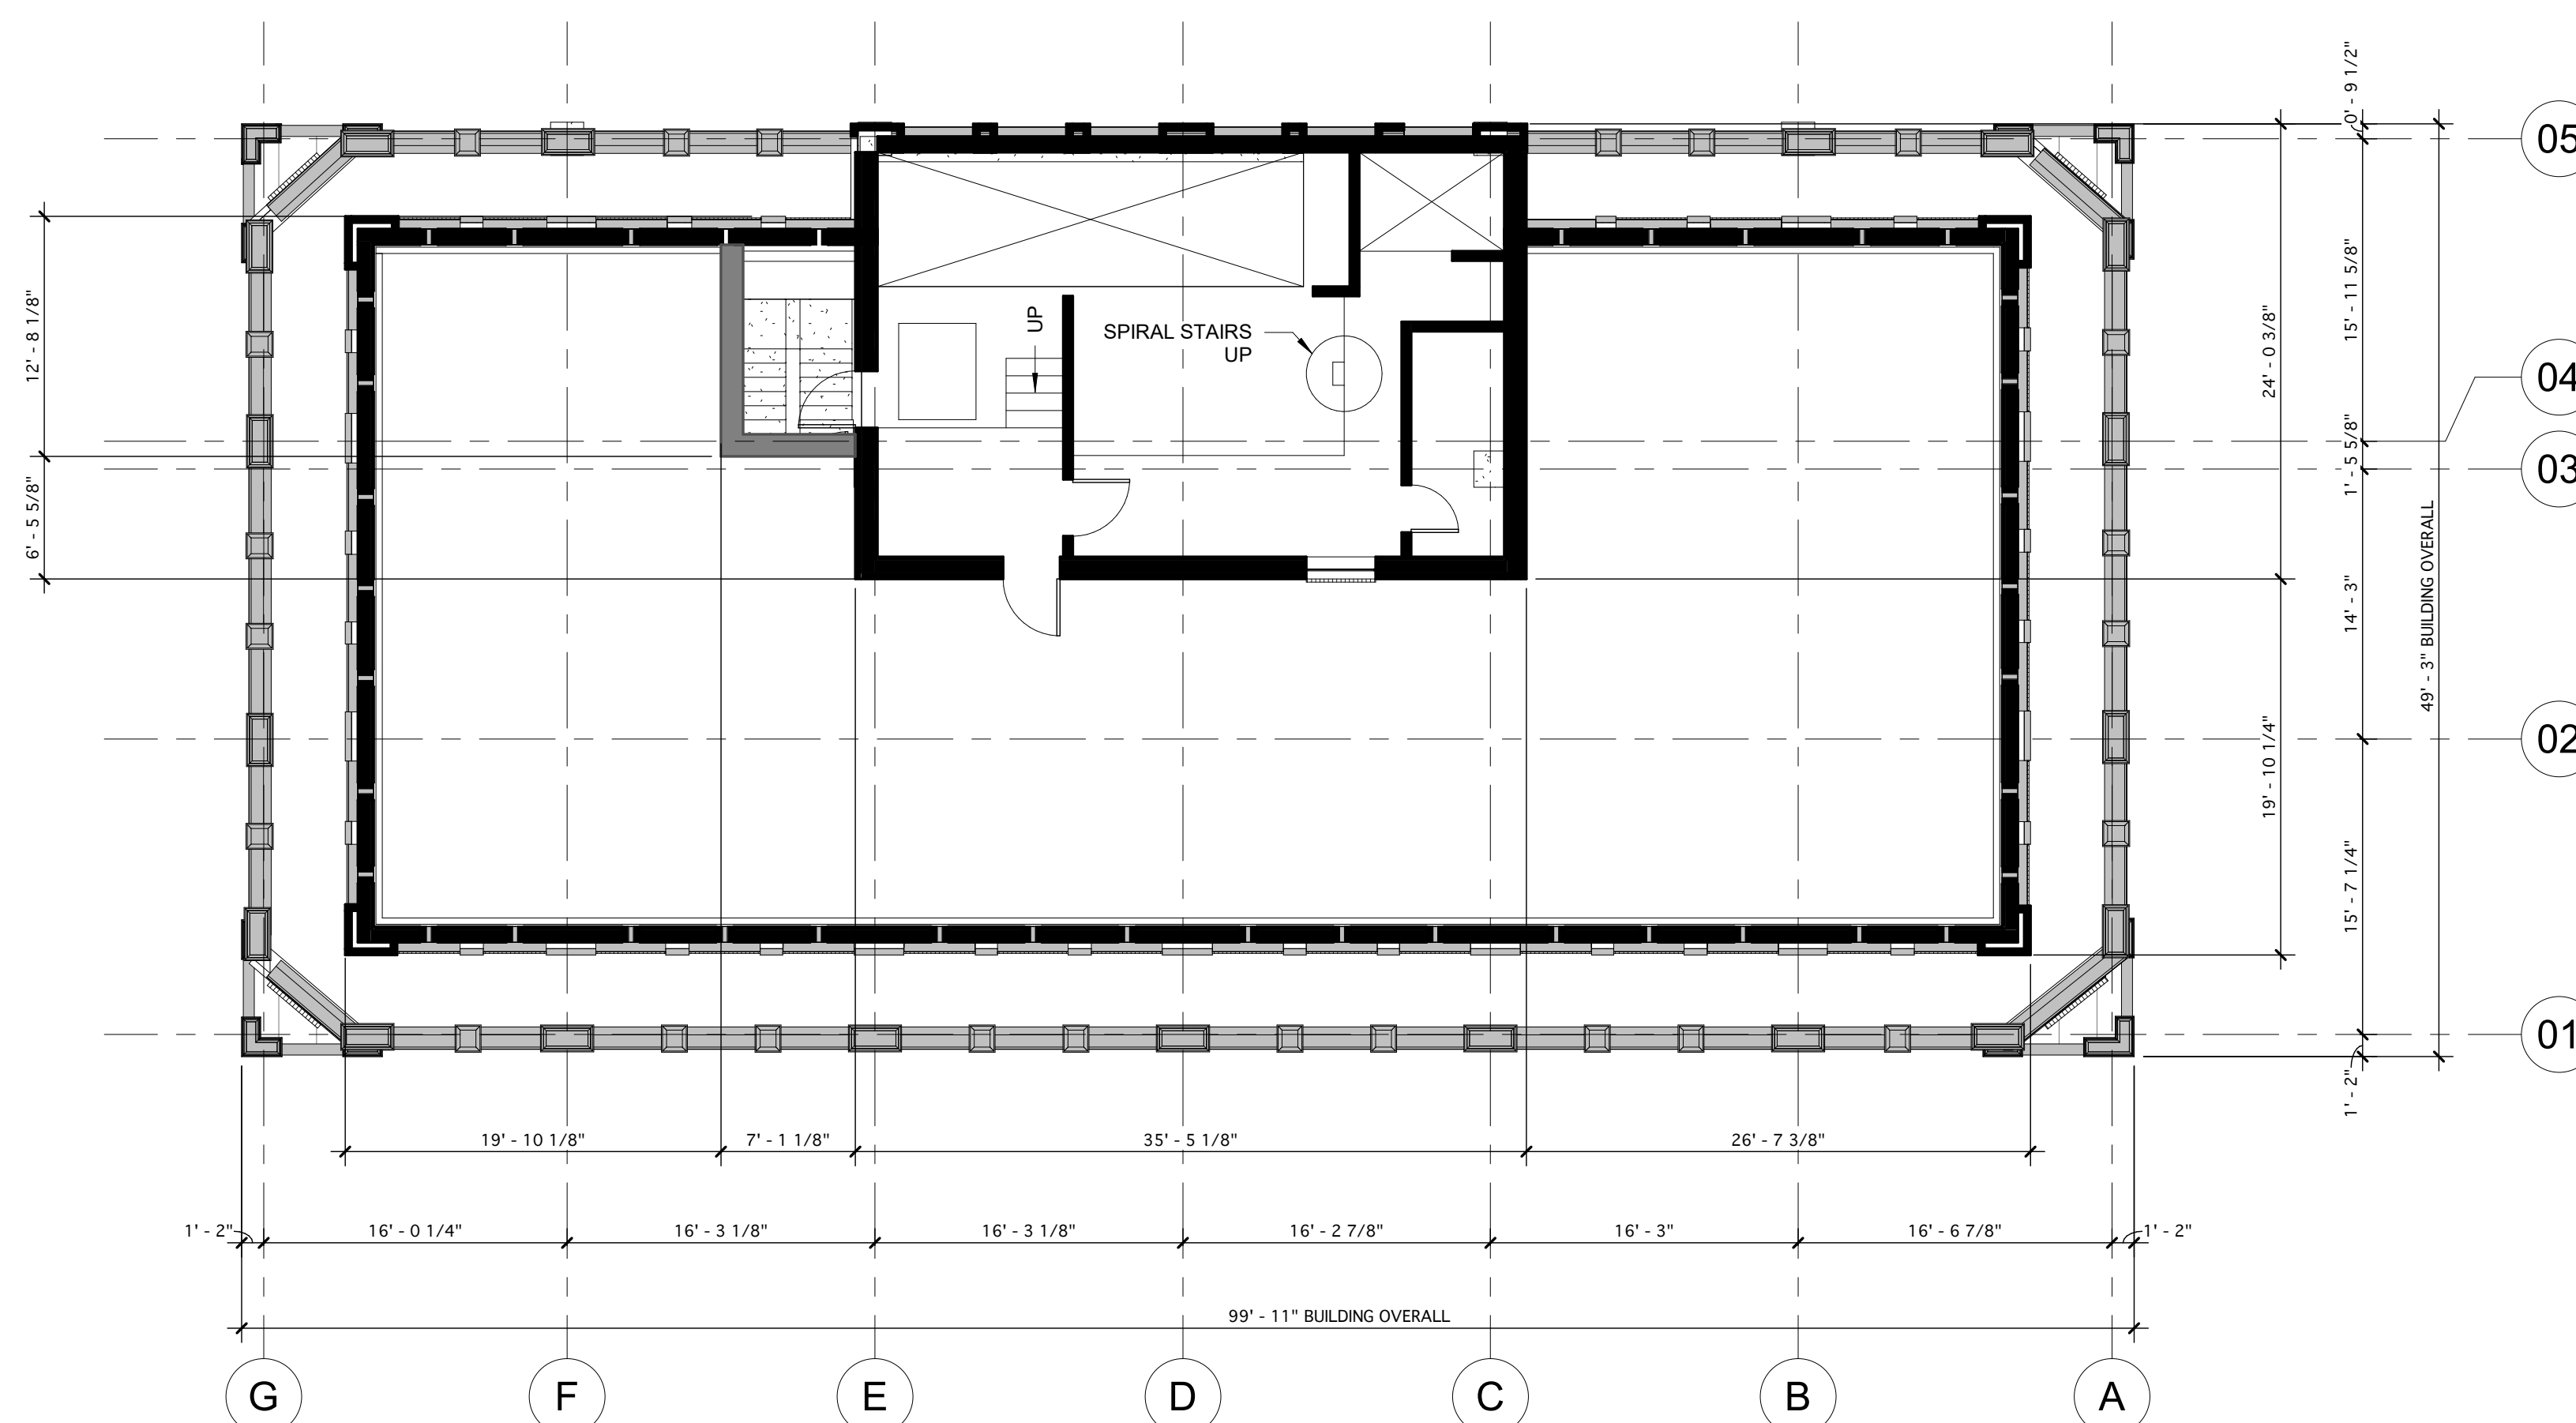 0' - 9 1/2"
05
15' - 11 5/8"
12' - 8 1/8"
UP
SPIRAL STAIRS
UP
24' - 0 3/8"
04
1' - 5 5/8"
03
6' - 5 5/8"
49' - 3" BUILDING OVERALL
14' - 3"
02
19' - 10 1/4"
15' - 7 1/4"
01
1' - 2"
19' - 10 1/8"
7' - 1 1/8"
35' - 5 1/8"
26' - 7 3/8"
1' - 2"
16' - 0 1/4"
16' - 3 1/8"
16' - 3 1/8"
16' - 2 7/8"
16' - 3"
16' - 6 7/8"
1' - 2"
99' - 11" BUILDING OVERALL
G
F
E
D
C
B
A